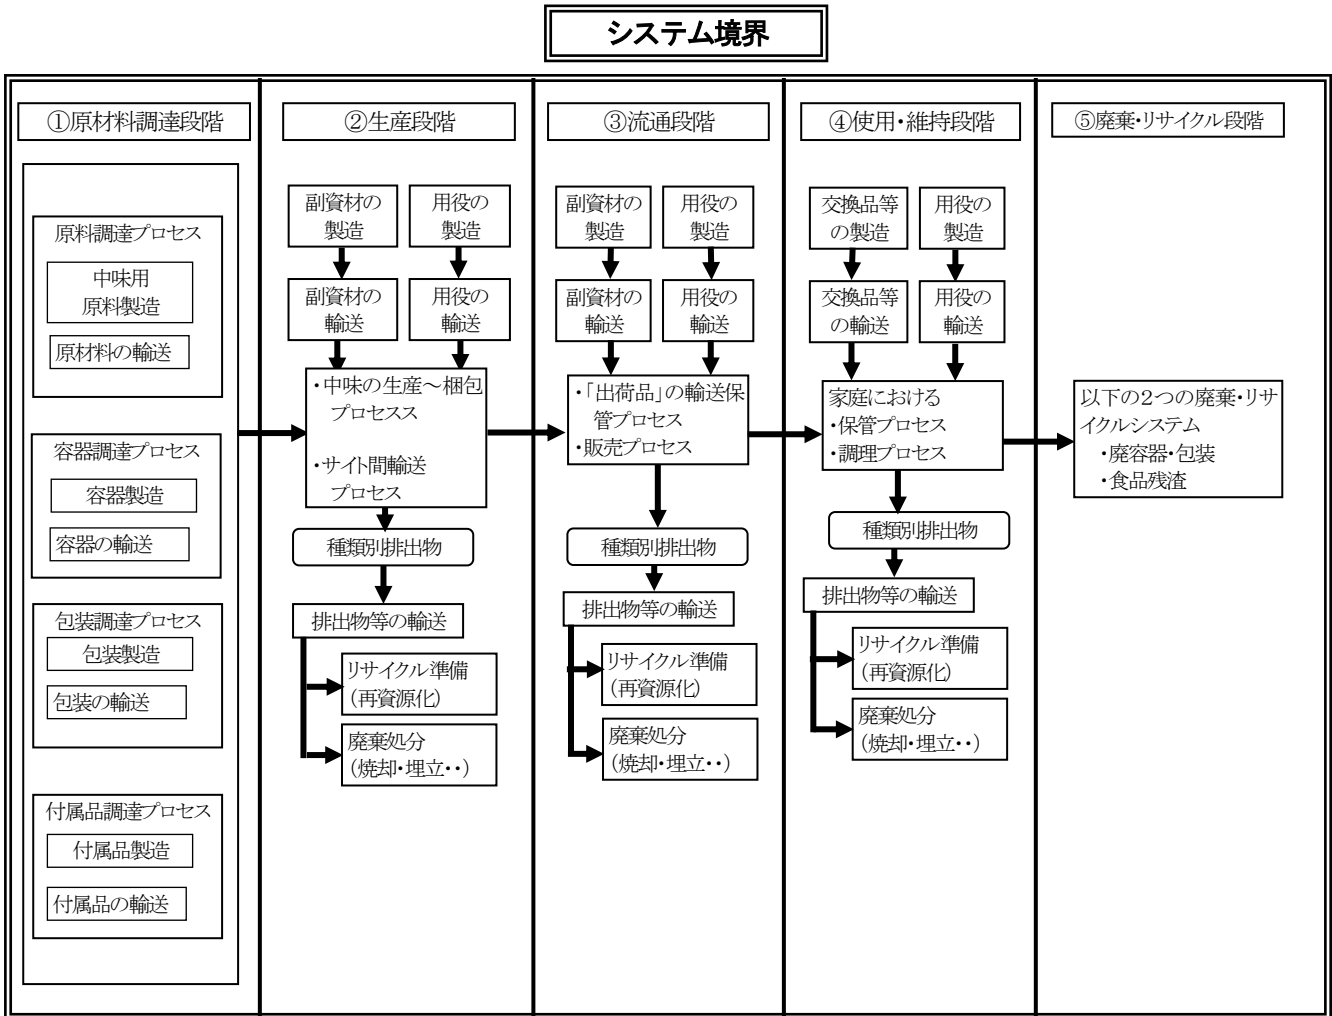 システム境界
①原材料調達段階
原料調達プロセス
中味用
原料製造
原材料の輸送
容器調達プロセス
容器製造
容器の輸送
包装調達プロセス
包装製造
包装の輸送
付属品調達プロセス
付属品製造
付属品の輸送
②生産段階
副資材の
製造
用役の
製造
副資材の
輸送
用役の
輸送
・中味の生産～梱包
プロセスス
・サイト間輸送
プロセス
種類別排出物
排出物等の輸送
リサイクル準備
（再資源化）
廃棄処分
（焼却・埋立・・）
③流通段階
副資材の
製造
用役の
製造
副資材の
輸送
用役の
輸送
・「出荷品」の輸送保
管プロセス
・販売プロセス
種類別排出物
排出物等の輸送
リサイクル準備
（再資源化）
廃棄処分
（焼却・埋立・・）
④使用・維持段階
交換品等
の製造
用役の
製造
交換品等
の輸送
用役の
輸送
家庭における
・保管プロセス
・調理プロセス
種類別排出物
排出物等の輸送
リサイクル準備
（再資源化）
廃棄処分
（焼却・埋立・・）
⑤廃棄・リサイクル段階
以下の２つの廃棄・リサ
イクルシステム
・廃容器・包装
・食品残渣